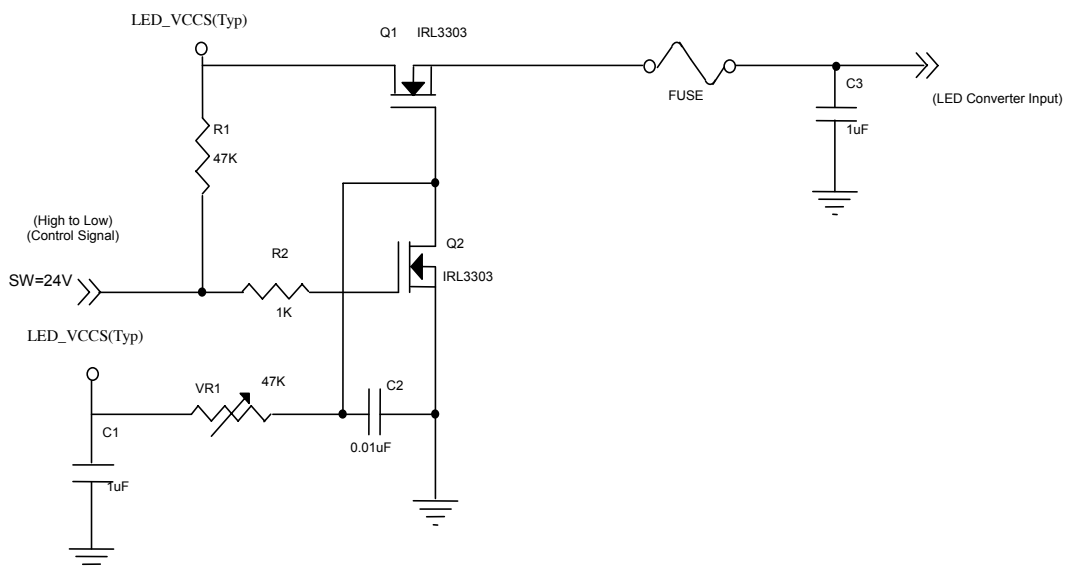 LED_VCCS(Typ)
Q1 IRL3303
FUSE
C3
1uF
(LED Converter Input)
R1
47K
(High to Low)
(Control Signal)
SW=24V
R2
1K
Q2
IRL3303
LED_VCCS(Typ)
VR1
47K
C2
0.01uF
C1
1uF